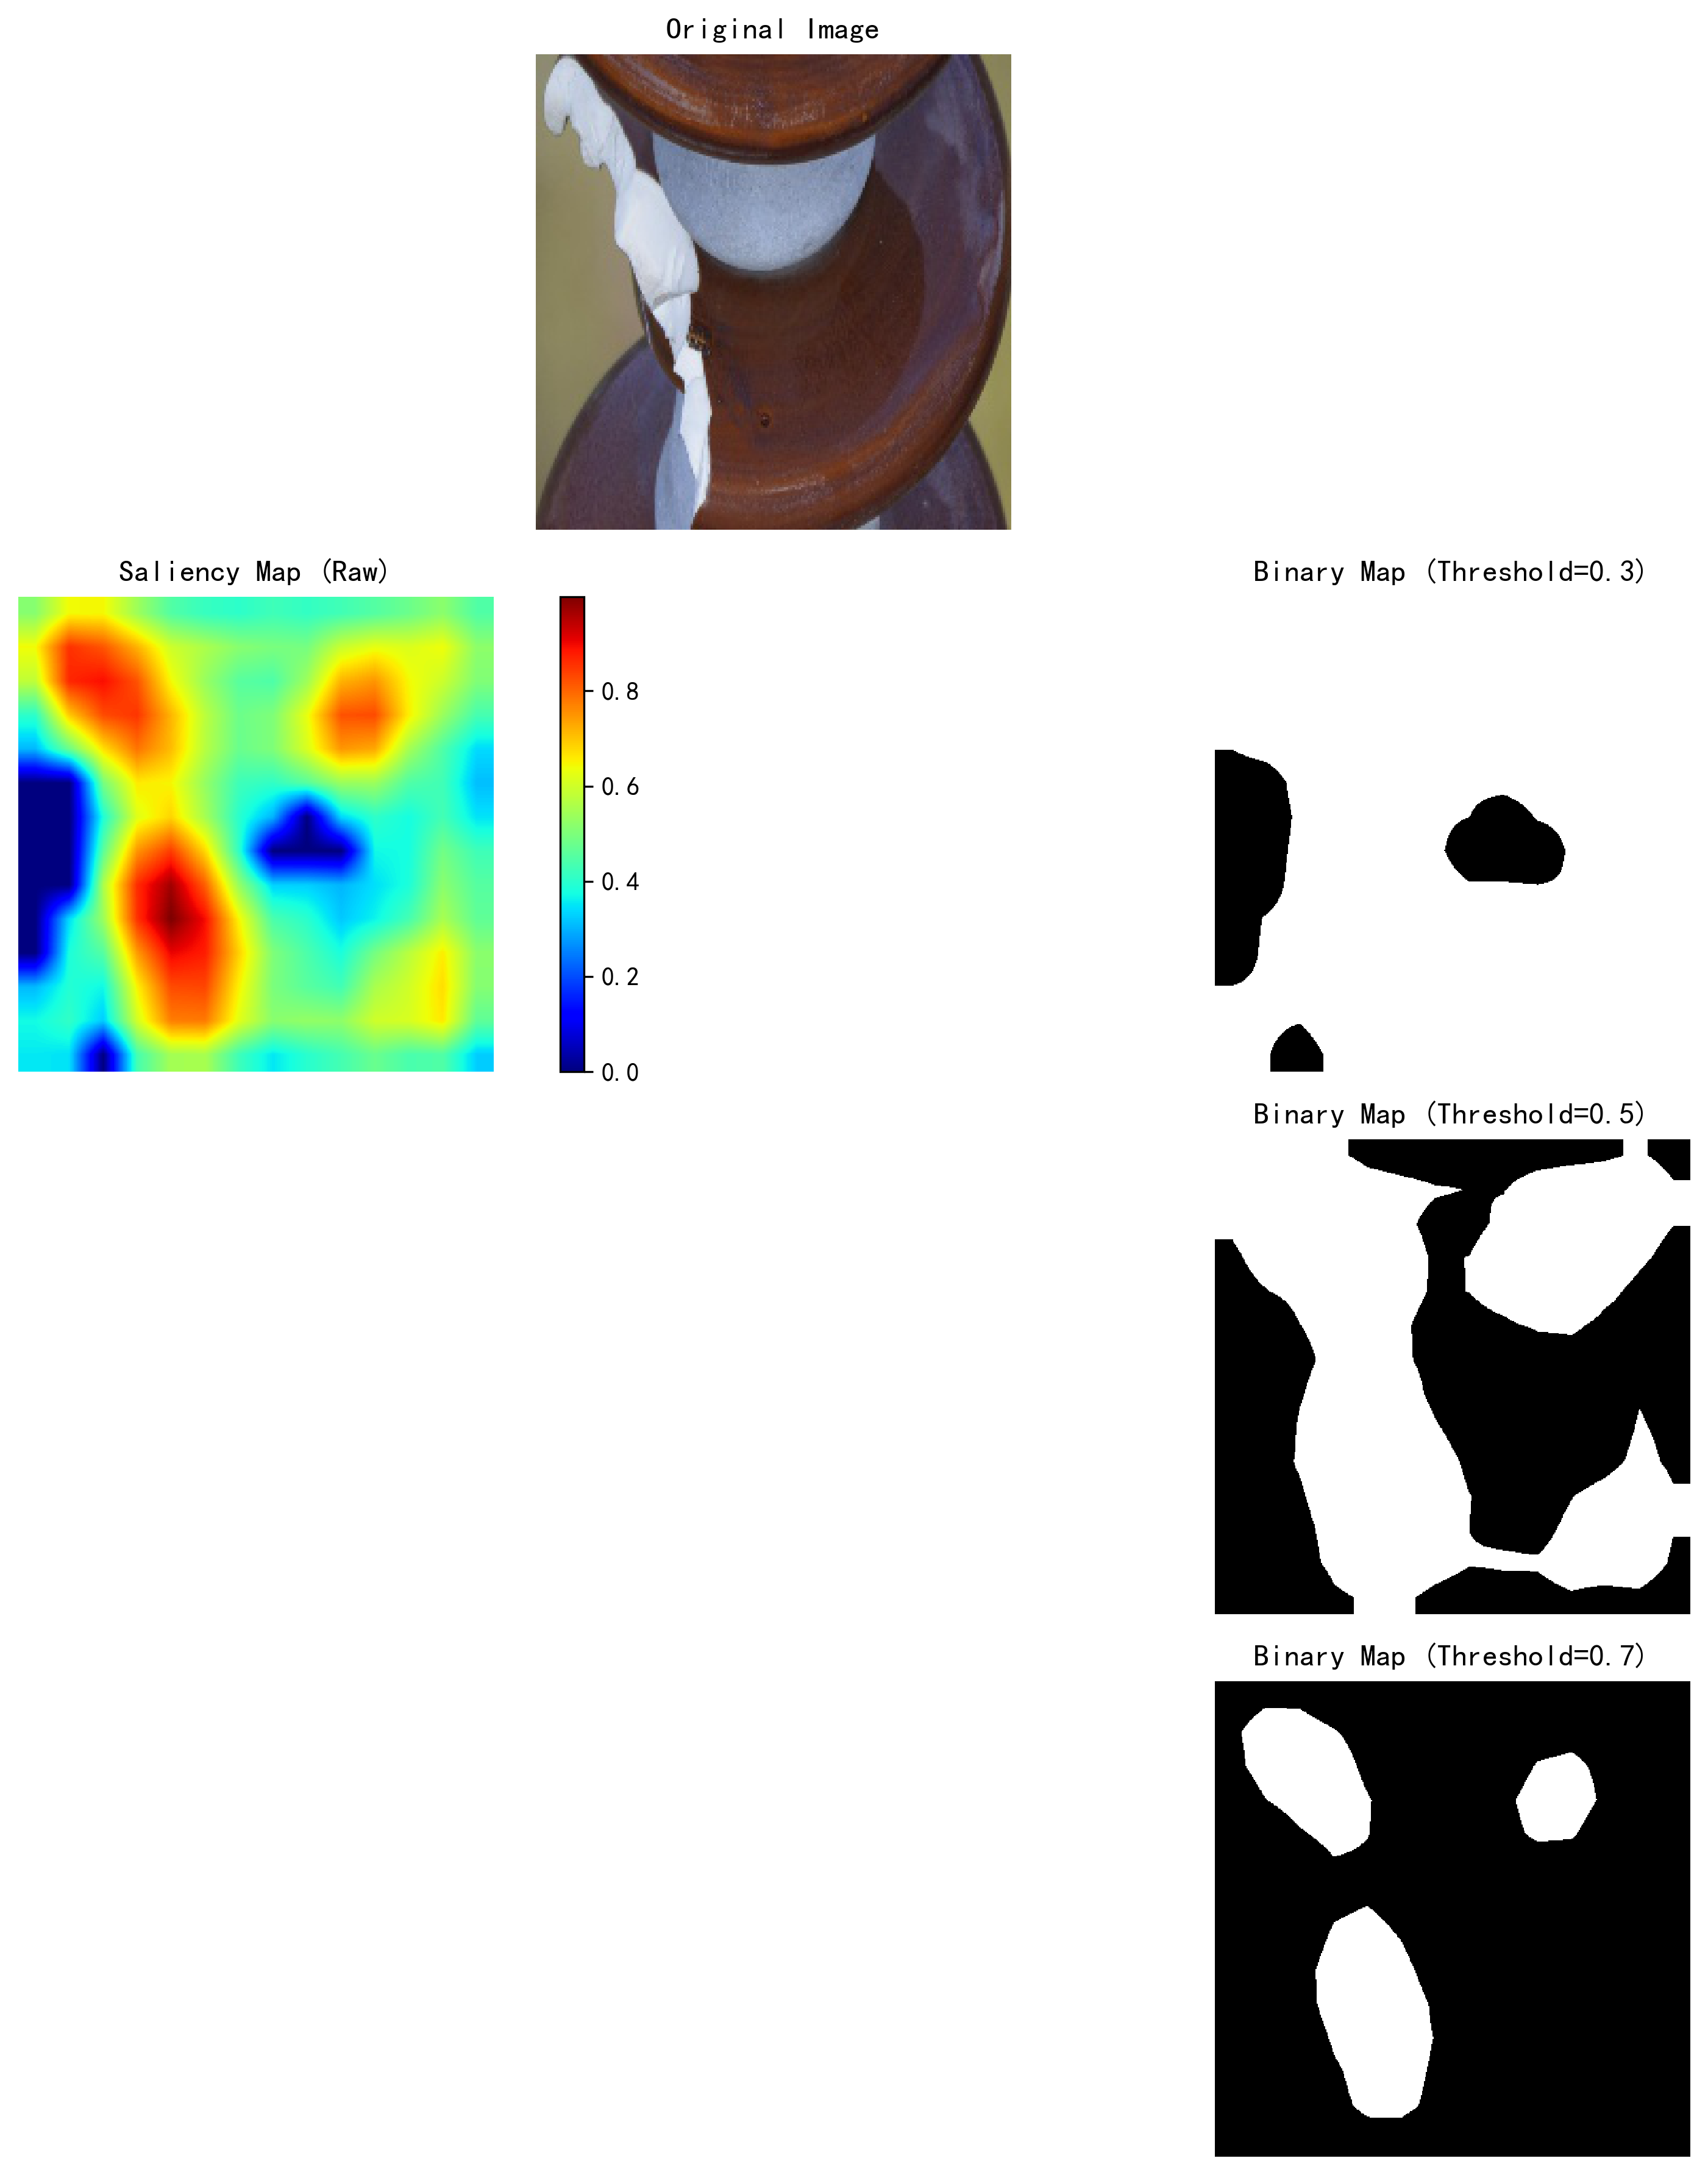 Original Image
Saliency Map (Raw)
Binary Map (Threshold=0.3)
0.8
0.6
0.4
0.2
0.0
Binary Map (Threshold=0.5)
Binary Map (Threshold=0.7)